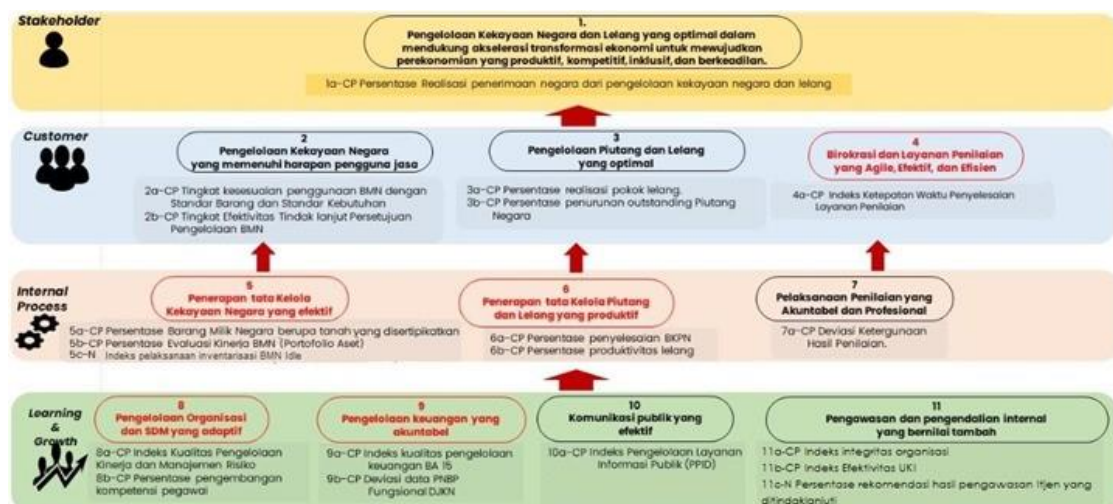 Stakeholder
1.
Pengelolaan Kekayaan Negara dan Lelang yang optimal dalam
mendukung akselerasi transformasi ekonomi untuk mewujudkan
perekonomian yang produktif, kompetitif, inklusif, dan berkeadilan.
1a-CP Persentase Realisasi penerimaan negara dari pengelolaan kekayaan negara dan lelang
Customer
2
Pengelolaan Kekayaan Negara
yang memenuhi harapan pengguna jasa
2a-CP Tingkat kesesuaian penggunaan BMN dengan
Standar Barang dan Standar Kebutuhan
2b-CP Tingkat Efektivitas Tindak lanjut Persetujuan
Pengelolaan BMN
3
Pengelolaan Piutang dan Lelang
yang optimal
3a-CP Persentase realisasi pokok lelang.
3b-CP Persentase penurunan outstanding Piutang
Negara
4
Birokrasi dan Layanan Penilaian
yang Agile, Efektif, dan Efisien
4a-CP Indeks Ketepatan Waktu Penyelesaian
Layanan Penilaian
Internal
Process
5
Penerapan tata Kelola
Kekayaan Negara yang efektif
5a-CP Persentase Barang Milik Negara berupa tanah yang disertipikatkan
5b-CP Persentase Evaluasi Kinerja BMN (Portofolio Aset)
5c-N Indeks pelaksanaan inventarisasi BMN Idle
6
Penerapan tata Kelola Piutang
dan Lelang yang produktif
6a-CP Persentase penyelesaian BKPN
6b-CP Persentase produktivitas lelang
7
Pelaksanaan Penilaian yang
Akuntabel dan Profesional
7a-CP Deviasi Ketergunaan
Hasil Penilaian.
Learning
&
Growth
8
Pengelolaan Organisasi
dan SDM yang adaptif
8a-CP Indeks Kualitas Pengelolaan
Kinerja dan Manajemen Risiko
8b-CP Persentase pengembangan
kompetensi pegawai
9
Pengelolaan keuangan yang
akuntabel
9a-CP Indeks kualitas pengelolaan
keuangan BA 15
9b-CP Deviasi data PNBP
Fungsional DJKN
10
Komunikasi publik yang
efektif
10a-CP Indeks Pengelolaan Layanan
Informasi Publik (PPID)
11
Pengawasan dan pengendalian internal
yang bernilai tambah
11a-CP Indeks integritas organisasi
11b-CP Indeks Efektivitas UKI
11c-N Persentase rekomendasi hasil pengawasan Itjen yang
ditindaklanjuti